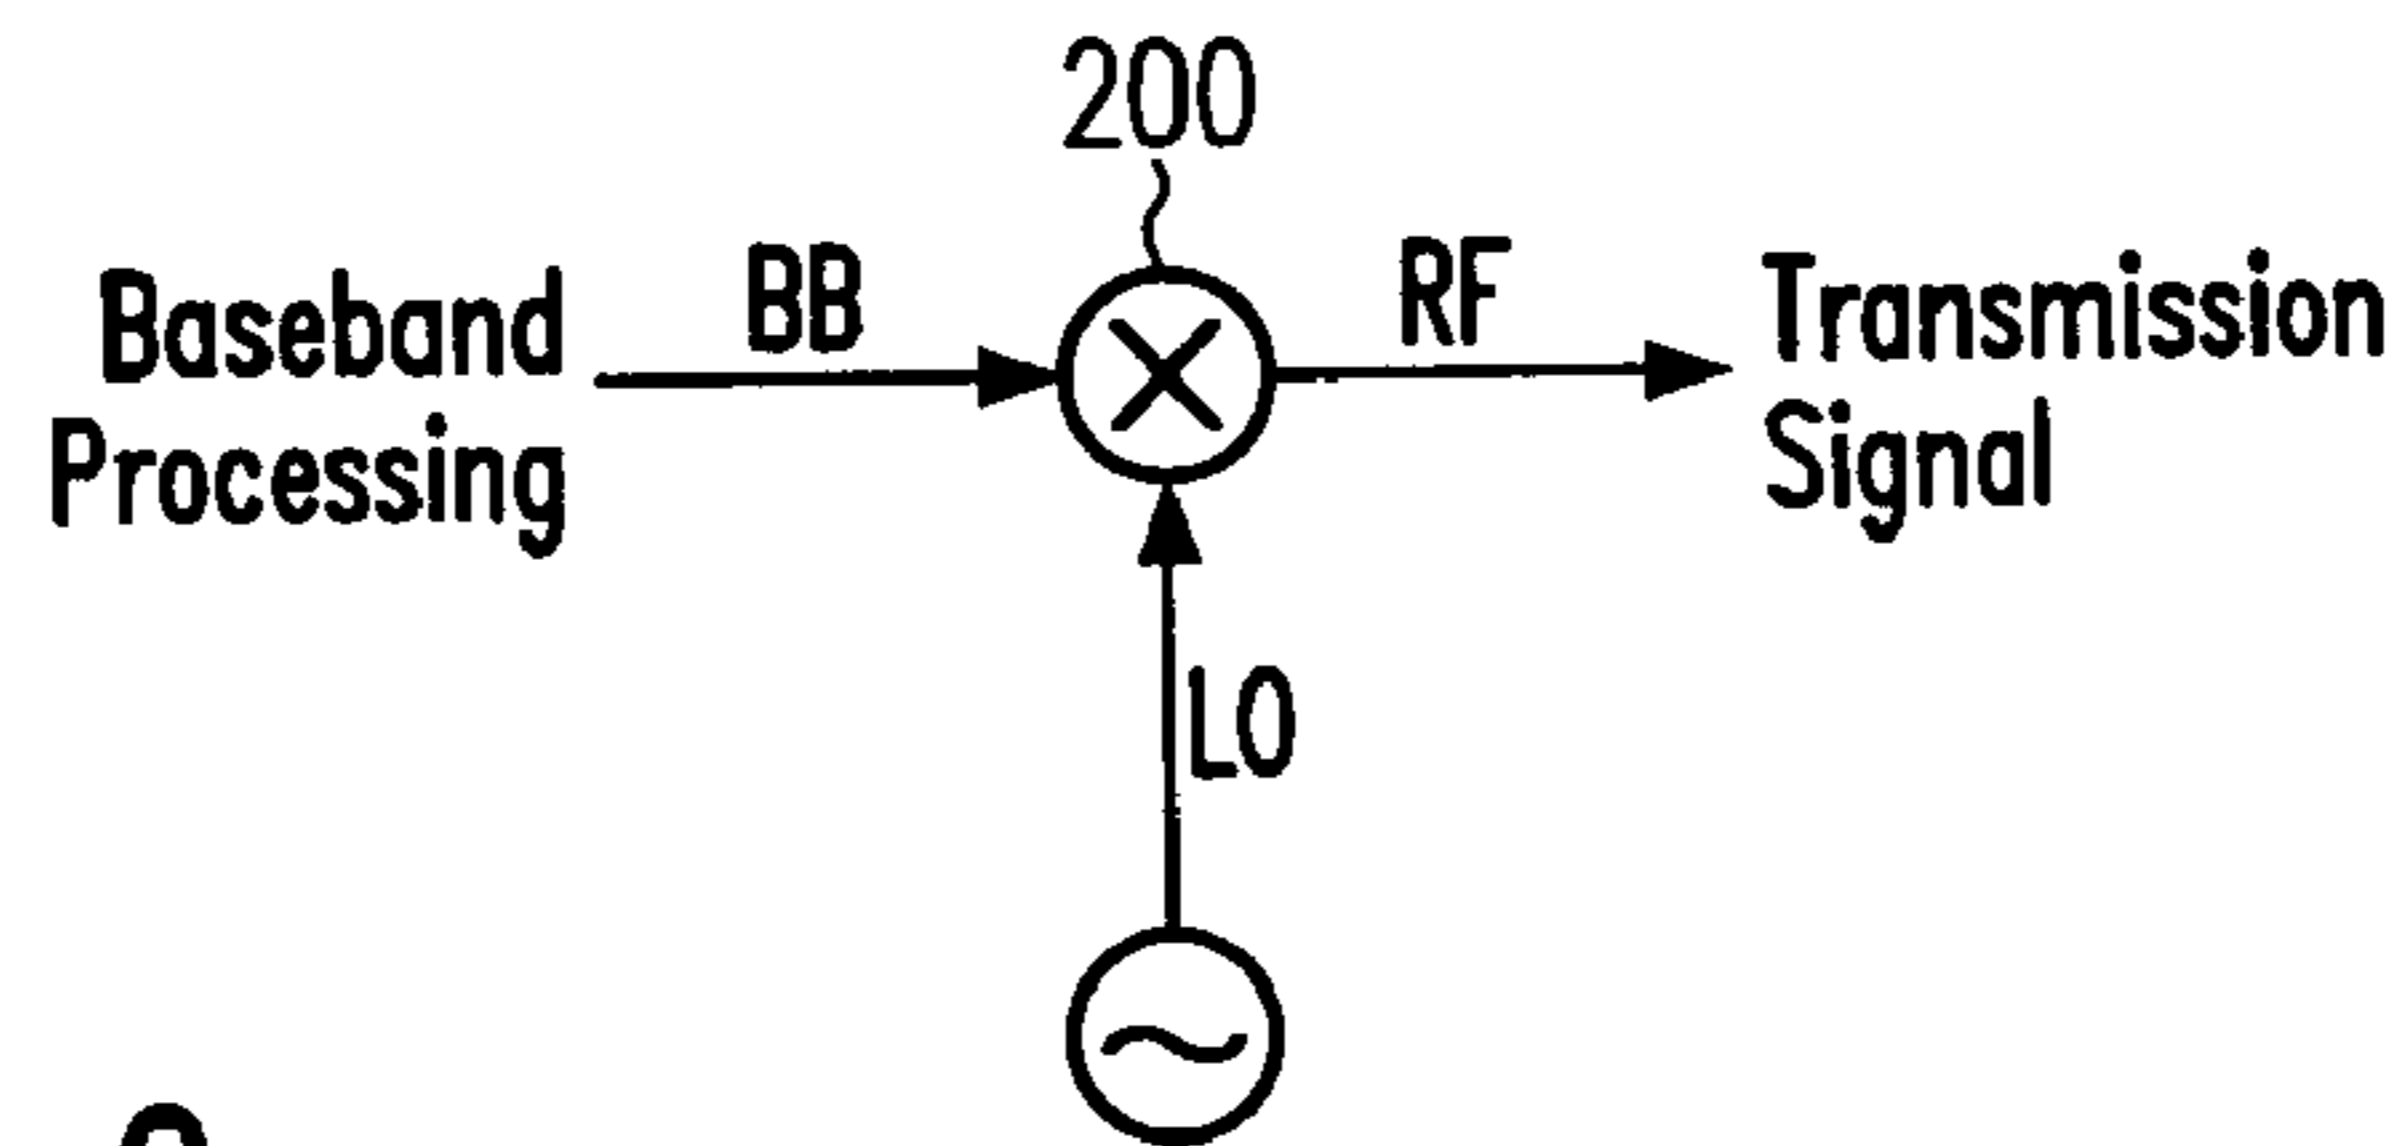 200
BB
RF
Baseband
Processing
Transmission
Signal
LO